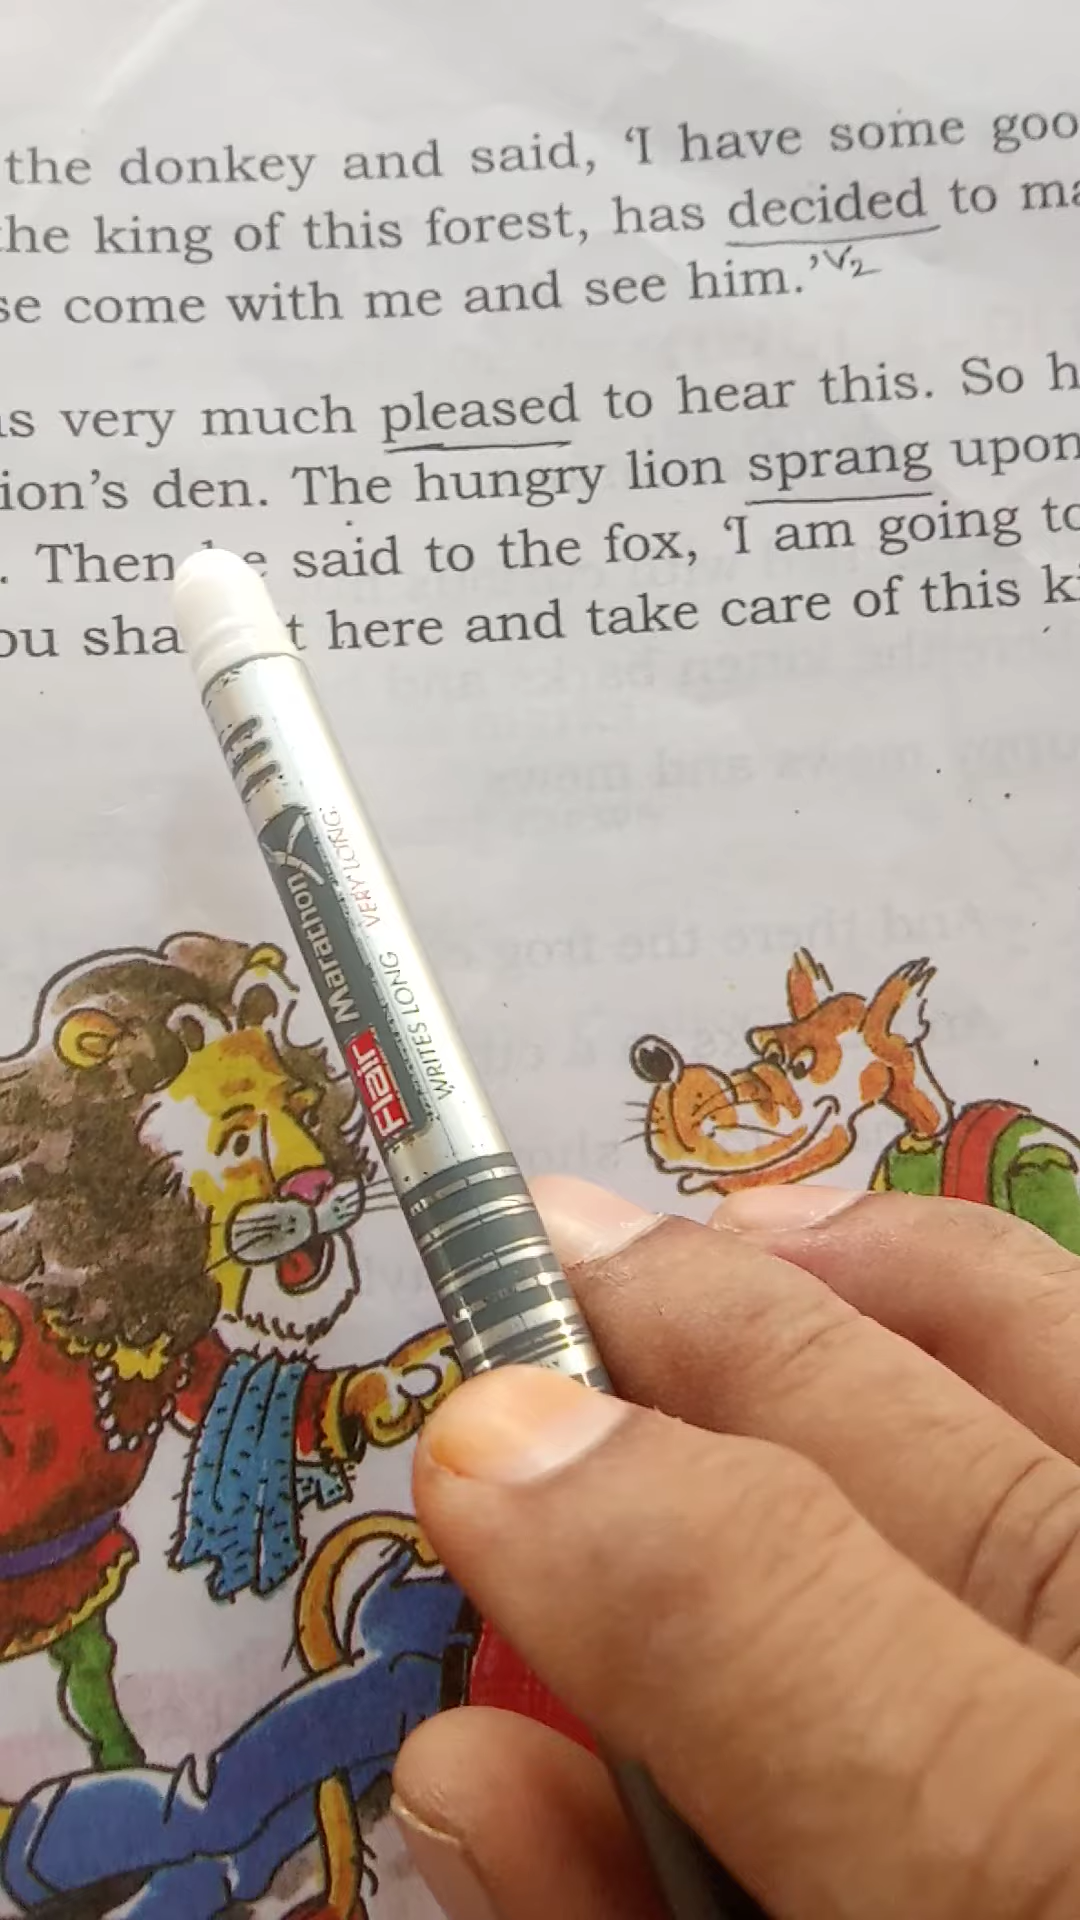 the donkey and said, ‘I have some goo
the king of this forest, has decided to ma
se come with me and see him.’ V2
s very much pleased to hear this. So h
ion’s den. The hungry lion sprang upon
. Then said to the fox, ‘I am going to
ou sha t here and take care of this ki
Flair Marathon X
WRITES LONG VERY LONG.